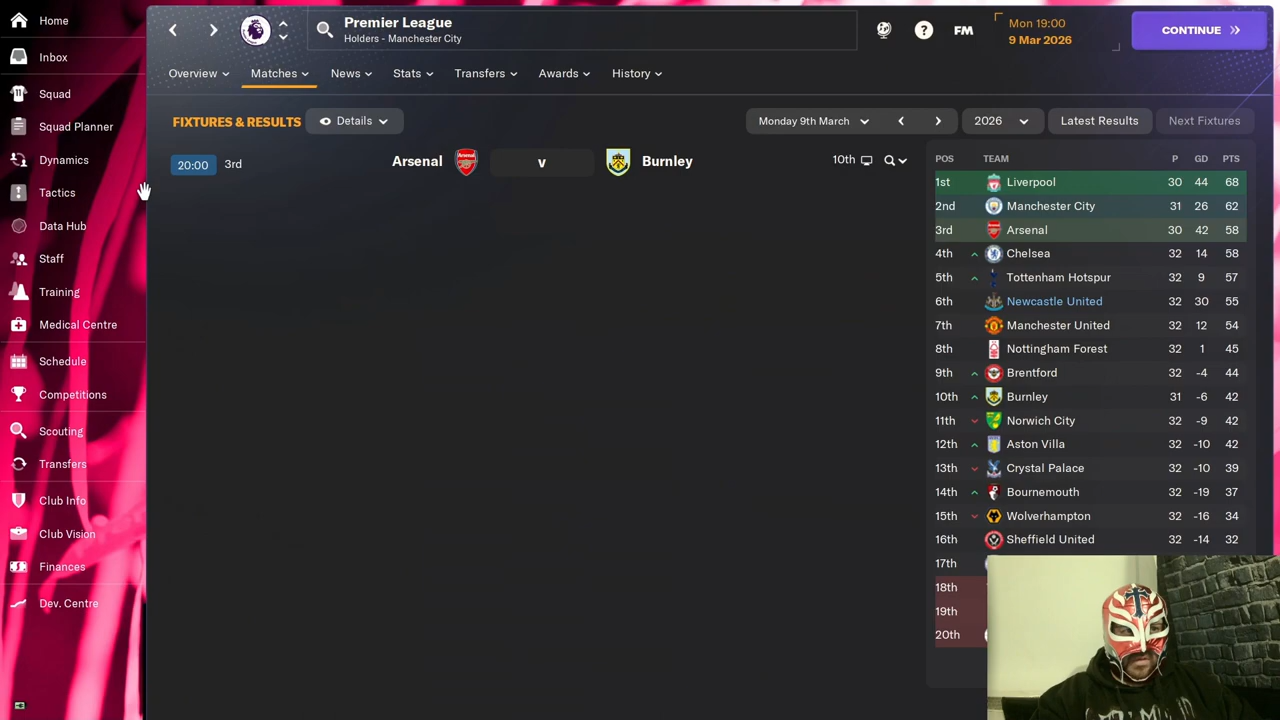 Home
Inbox
Squad
Squad Planner
Dynamics
Tactics
Data Hub
Staff
Training
Medical Centre
Schedule
Competitions
Scouting
Transfers
Club Info
Club Vision
Finances
Dev. Centre
Premier League
Holders - Manchester City
FM
Mon 19:00
9 Mar 2026
CONTINUE
Overview Matches News Stats Transfers Awards History
FIXTURES & RESULTS Details Monday 9th March 2026 Latest Results Next Fixtures
20:00 3rd Arsenal v Burnley 10th
POS TEAM P GD PTS
1st Liverpool 30 44 68
2nd Manchester City 31 26 62
3rd Arsenal 30 42 58
4th Chelsea 32 14 58
5th Tottenham Hotspur 32 9 57
6th Newcastle United 32 30 55
7th Manchester United 32 12 54
8th Nottingham Forest 32 1 45
9th Brentford 32 -4 44
10th Burnley 31 -6 42
11th Norwich City 32 -9 42
12th Aston Villa 32 -10 42
13th Crystal Palace 32 -10 39
14th Bournemouth 32 -19 37
15th Wolverhampton 32 -16 34
16th Sheffield United 32 -14 32
17th
18th
19th
20th